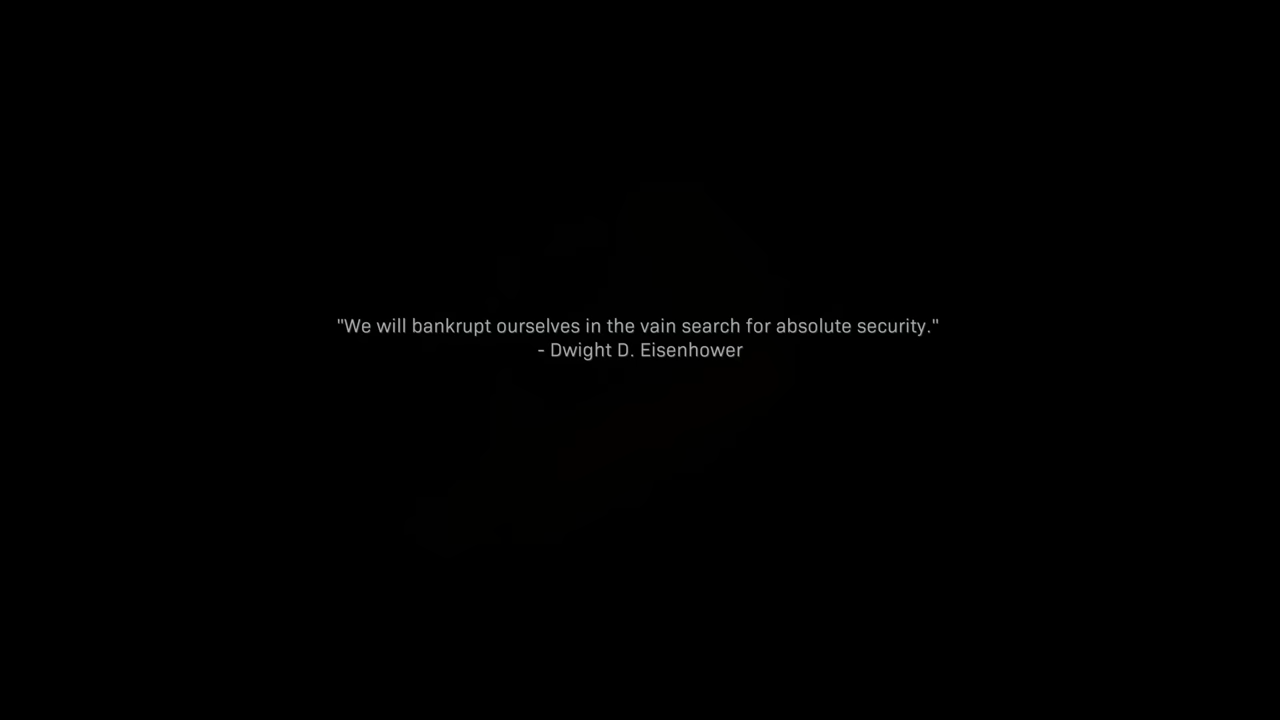 "We will bankrupt ourselves in the vain search for absolute security."
- Dwight D. Eisenhower